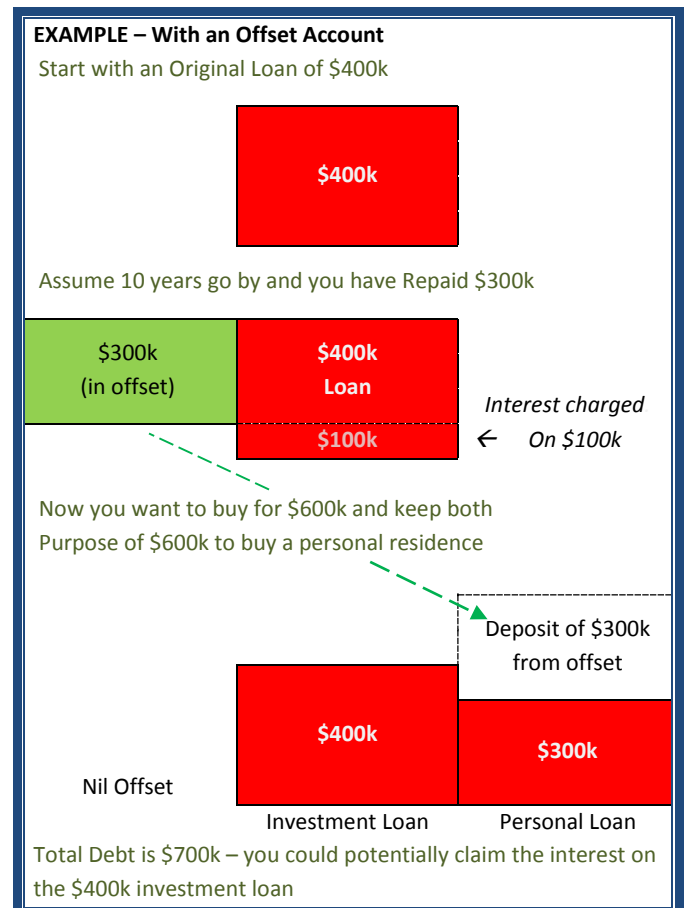 EXAMPLE – With an Offset Account
Start with an Original Loan of $400k
$400k
Assume 10 years go by and you have Repaid $300k
$300k
(in offset)
$400k
Loan
$100k
Interest charged
← On $100k
Now you want to buy for $600k and keep both
Purpose of $600k to buy a personal residence
Deposit of $300k
from offset
$400k
$300k
Nil Offset
Investment Loan
Personal Loan
Total Debt is $700k – you could potentially claim the interest on
the $400k investment loan